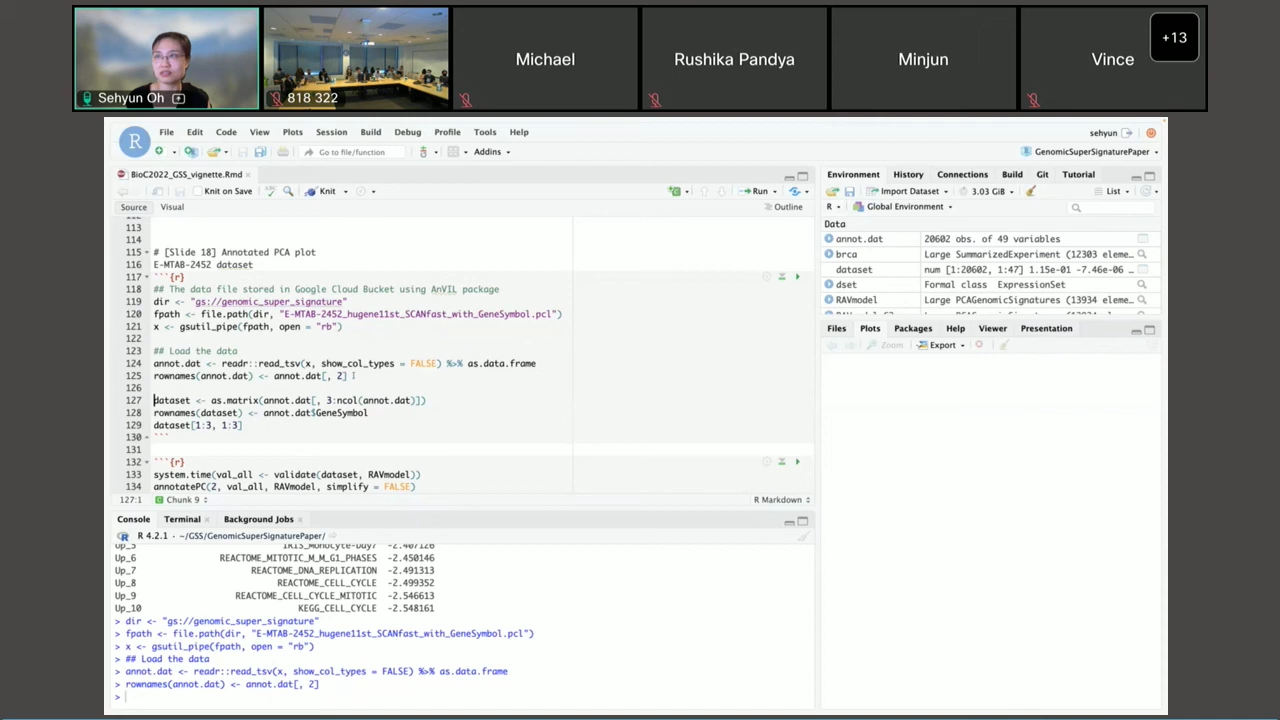 Sehyun Oh
818 322
Michael
Rushika Pandya
Minjun
Vince
+13
R
File Edit Code View Plots Session Build Debug Profile Tools Help
sehyun
Go to file/function
Addins
GenomicSuperSignaturePaper
BioC2022_GSS_vignette.Rmd
Knit on Save
Knit
Run
Source Visual
Outline
113
114
115 # [Slide 18] Annotated PCA plot
116 E-MTAB-2452 dataset
117 ```{r}
118 ## The data file stored in Google Cloud Bucket using AnVIL package
119 dir <- "gs://genomic_super_signature"
120 fpath <- file.path(dir, "E-MTAB-2452_hugene11st_SCANfast_with_GeneSymbol.pcl")
121 x <- gsutil_pipe(fpath, open = "rb")
122
123 ## Load the data
124 annot.dat <- readr::read_tsv(x, show_col_types = FALSE) %>% as.data.frame
125 rownames(annot.dat) <- annot.dat[, 2]
126
127 dataset <- as.matrix(annot.dat[, 3:ncol(annot.dat)])
128 rownames(dataset) <- annot.dat$GeneSymbol
129 dataset[1:3, 1:3]
130 ```
131
132 ```{r}
133 system.time(val_all <- validate(dataset, RAVmodel))
134 annotatePC(2, val_all, RAVmodel, simplify = FALSE)
127:1 Chunk 9 R Markdown
Console Terminal Background Jobs
R 4.2.1 · ~/GSS/GenomicSuperSignaturePaper/
Up_5 IRIS_Monocyte-Day7 -2.407126
Up_6 REACTOME_MITOTIC_M_M_G1_PHASES -2.450146
Up_7 REACTOME_DNA_REPLICATION -2.491313
Up_8 REACTOME_CELL_CYCLE -2.499352
Up_9 REACTOME_CELL_CYCLE_MITOTIC -2.546613
Up_10 KEGG_CELL_CYCLE -2.548161
> dir <- "gs://genomic_super_signature"
> fpath <- file.path(dir, "E-MTAB-2452_hugene11st_SCANfast_with_GeneSymbol.pcl")
> x <- gsutil_pipe(fpath, open = "rb")
> ## Load the data
> annot.dat <- readr::read_tsv(x, show_col_types = FALSE) %>% as.data.frame
> rownames(annot.dat) <- annot.dat[, 2]
>
Environment History Connections Build Git Tutorial
Import Dataset 3.03 GiB List
R Global Environment
Data
annot.dat 20602 obs. of 49 variables
brca Large SummarizedExperiment (12303 eleme…
dataset num [1:20602, 1:47] 1.15e-01 -7.46e-06 …
dset Formal class ExpressionSet
RAVmodel Large PCAGenomicSignatures (13934 eleme…
Files Plots Packages Help Viewer Presentation
Zoom Export